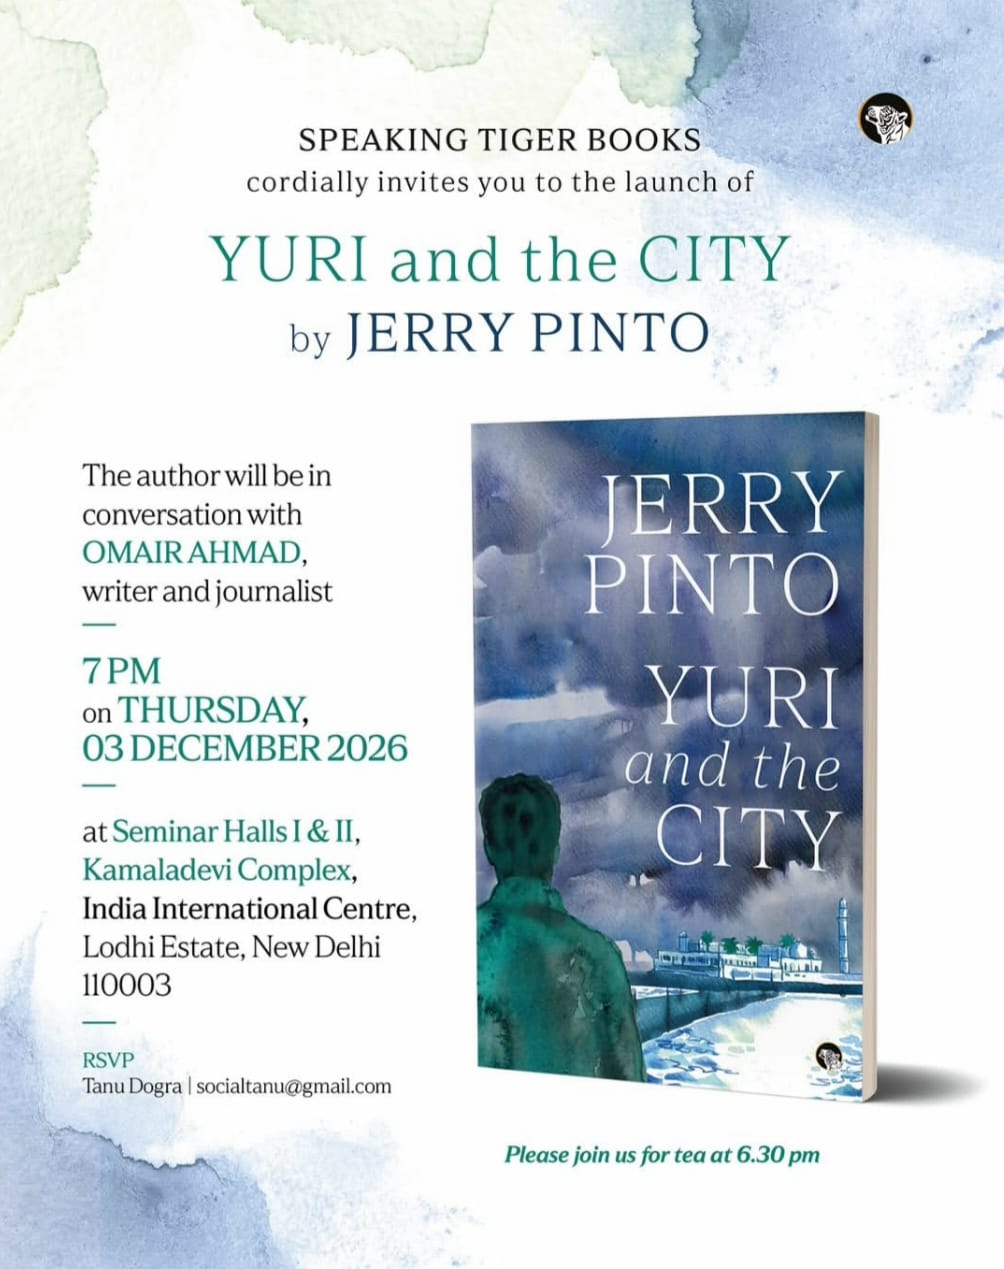 SPEAKING TIGER BOOKS
cordially invites you to the launch of
YURI and the CITY
by JERRY PINTO
The author will be in
conversation with
OMAIR AHMAD,
writer and journalist
7 PM
on THURSDAY,
03 DECEMBER 2026
at Seminar Halls I & II,
Kamaladevi Complex,
India International Centre,
Lodhi Estate, New Delhi
110003
RSVP
Tanu Dogra | socialtanu@gmail.com
JERRY
PINTO
YURI
and the
CITY
Please join us for tea at 6.30 pm